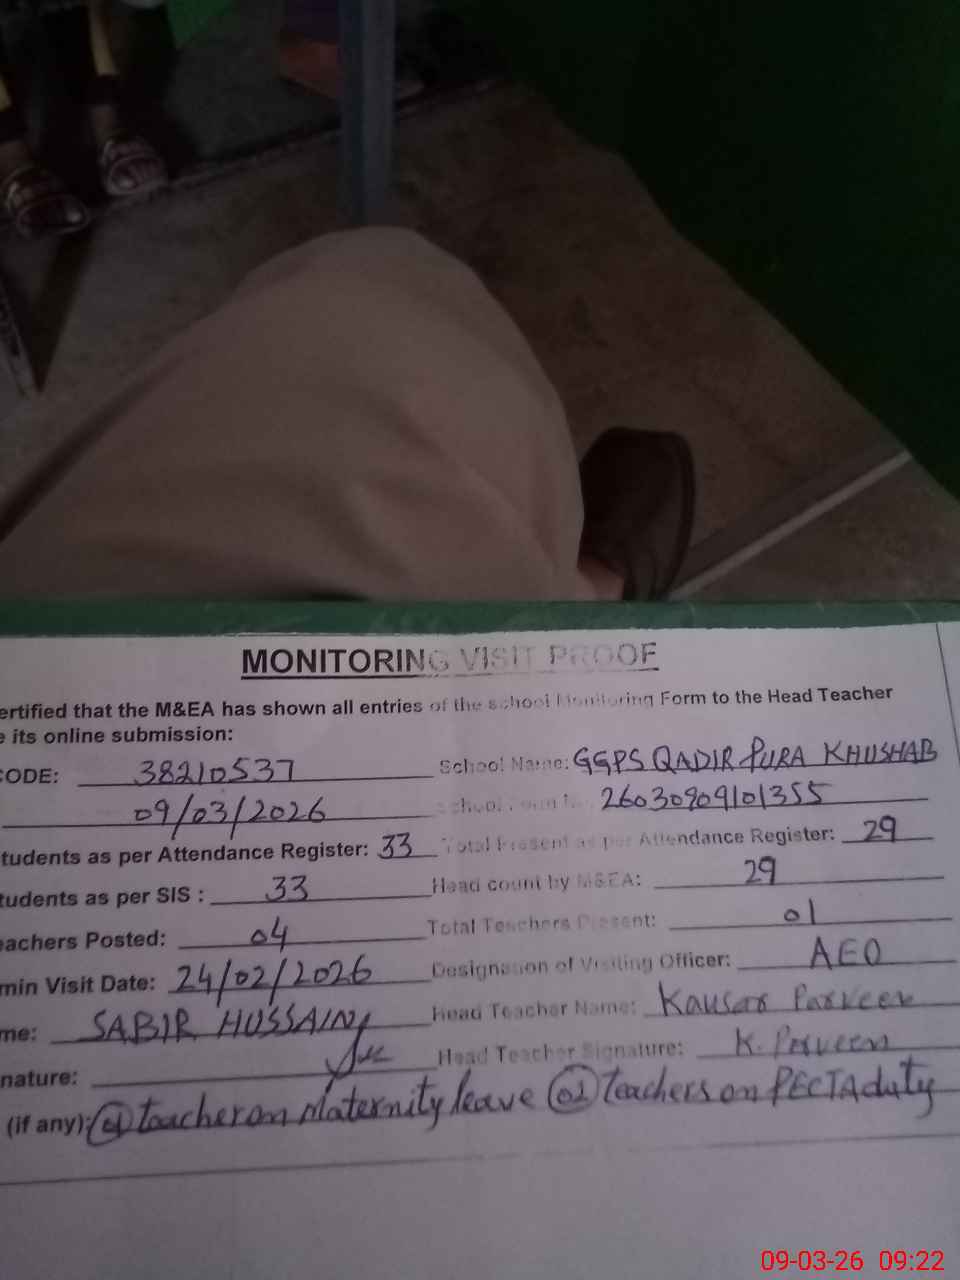 MONITORING VISIT PROOF
ertified that the M&EA has shown all entries of the school Monitoring Form to the Head Teacher
e its online submission:
CODE: 38210537 School Name: GGPS QADIR PURA KHUSHAB
09/03/2026 School Form 26030909101355
tudents as per Attendance Register: 33 Total Present as per Attendance Register: 29
tudents as per SIS : 33 Head count by M&EA: 29
eachers Posted: 04 Total Teachers Present: 01
min Visit Date: 24/02/2026 Designation of Visiting Officer: AEO
me: SABIR HUSSAIN Head Teacher Name: Kausar Parveen
nature: Head Teacher Signature: K. Parveen
(if any): 01 teacher on Maternity leave 02 teachers on PECTA duty
09-03-26 09:22